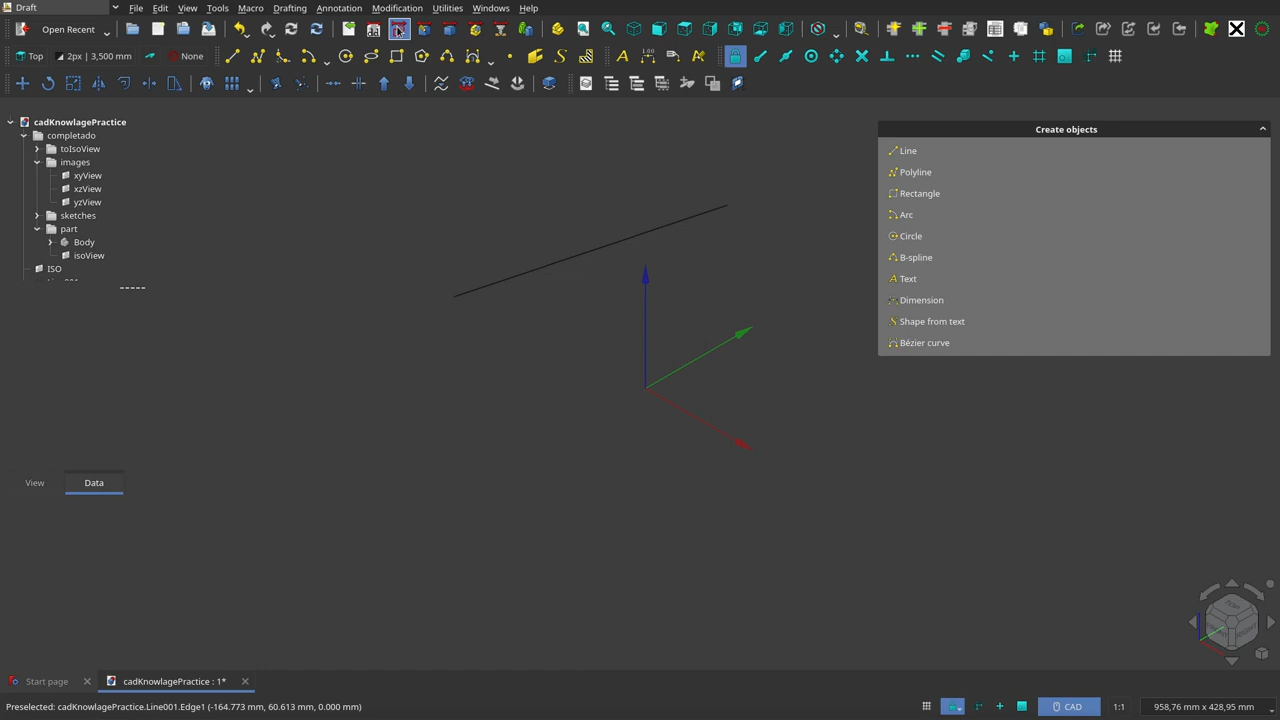 Draft
File
Edit
View
Tools
Macro
Drafting
Annotation
Modification
Utilities
Windows
Help
Open Recent
Top
2px | 3,500 mm
None
cadKnowlagePractice
completado
toIsoView
images
xyView
xzView
yzView
sketches
part
Body
isoView
ISO
Create objects
Line
Polyline
Rectangle
Arc
Circle
B-spline
Text
Dimension
Shape from text
Bézier curve
View
Data
Start page
cadKnowlagePractice : 1*
Preselected: cadKnowlagePractice.Line001.Edge1 (-164.773 mm, 60.613 mm, 0.000 mm)
CAD
1:1
958,76 mm x 428,95 mm